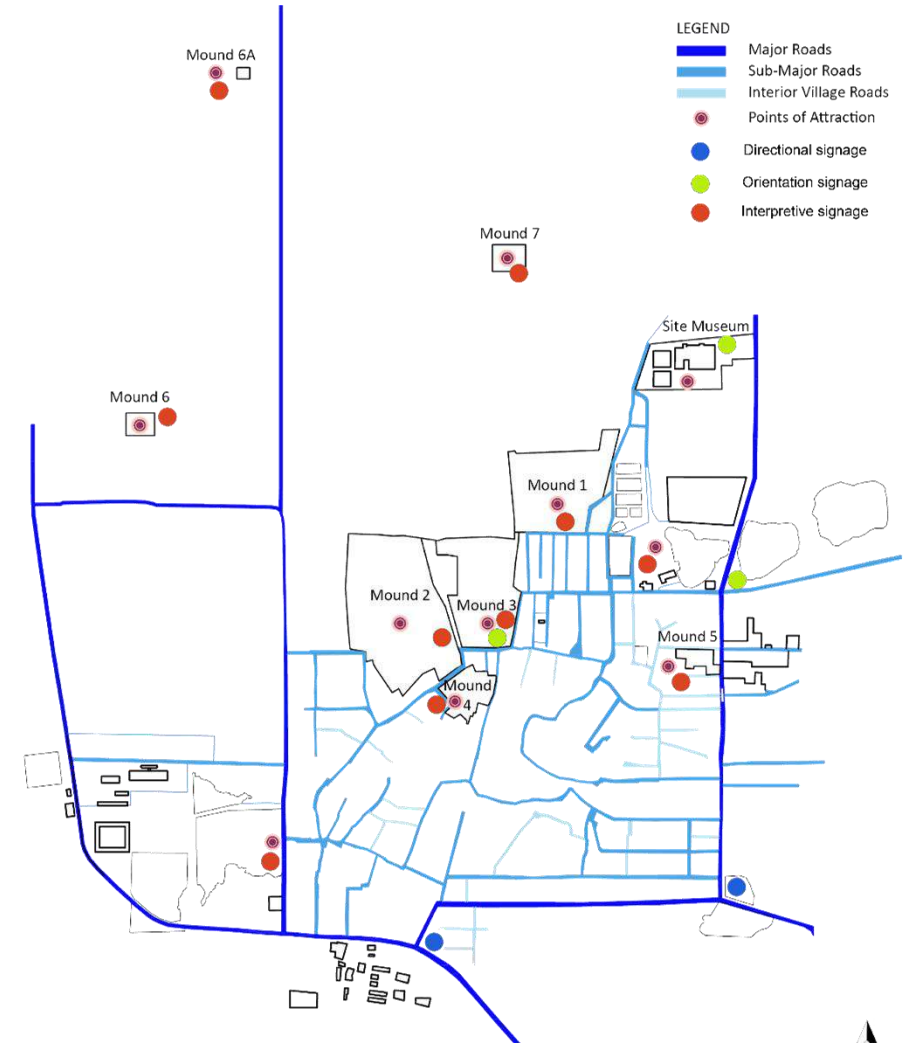 Mound 6A
LEGEND
Major Roads
Sub-Major Roads
Interior Village Roads
Points of Attraction
Directional signage
Orientation signage
Interpretive signage
Mound 7
Site Museum
Mound 6
Mound 1
Mound 2
Mound 3
Mound 5
Mound
4